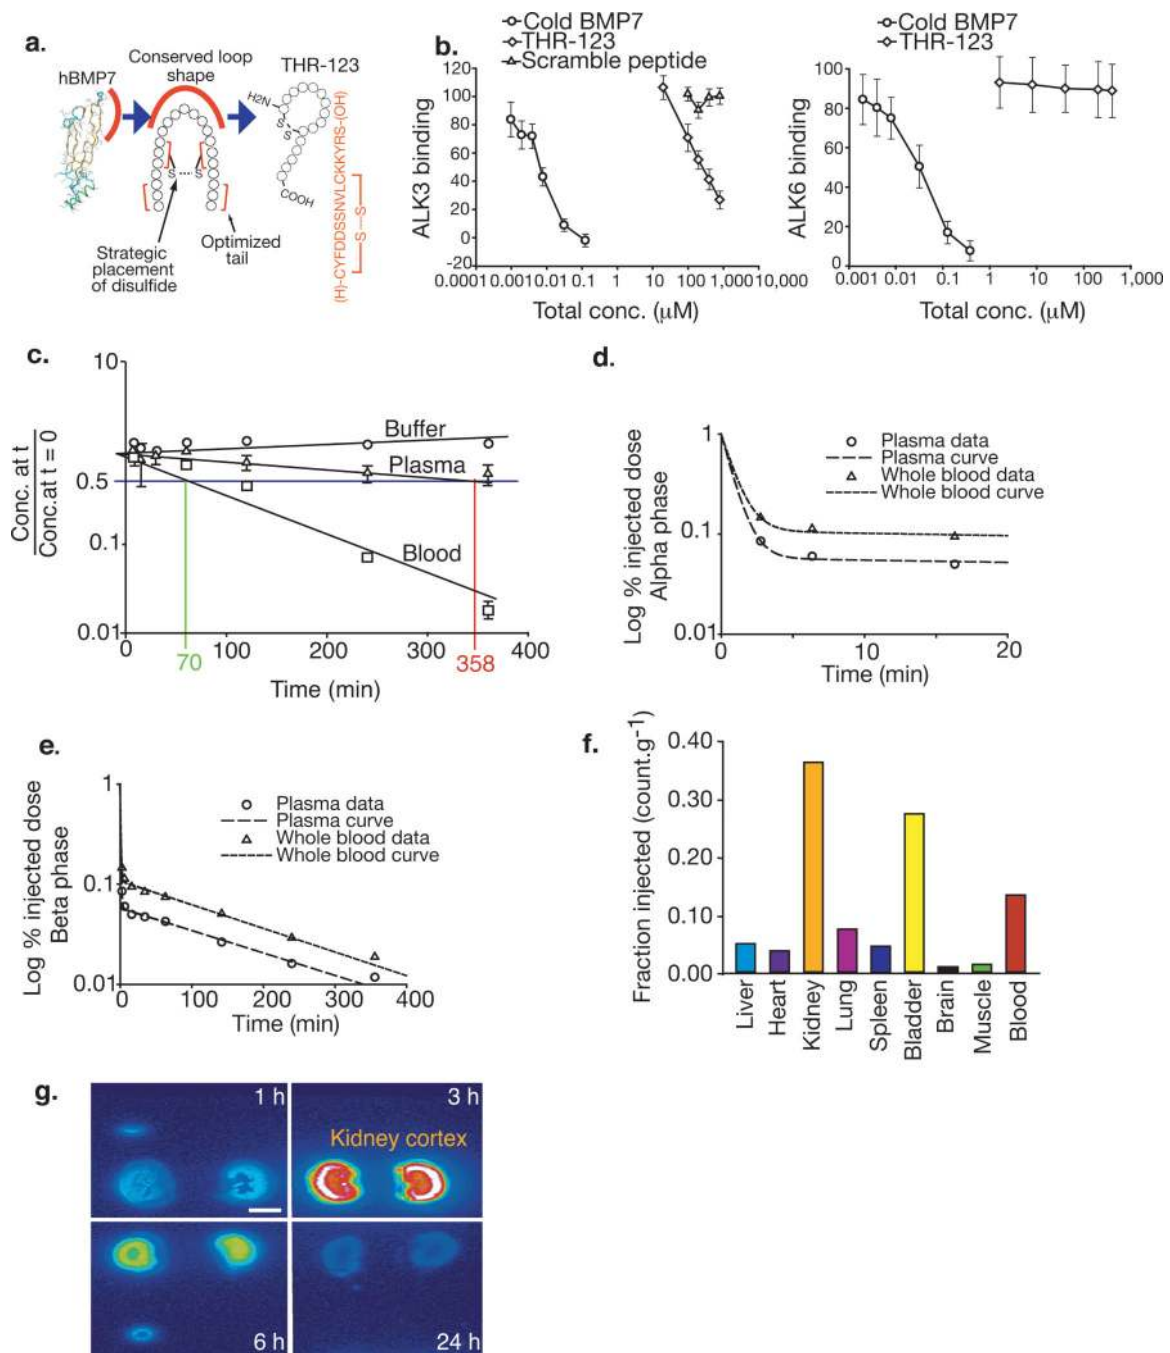 a.
hBMP7
Conserved loop
shape
THR-123
H2N
S
S
COOH
S
S
Strategic
placement
of disulfide
Optimized
tail
(H)-CYFDDSSNVLCKKYRS-(OH)
S
S
b.
Cold BMP7
THR-123
Scramble peptide
ALK3 binding
120
100
80
60
40
20
0
-20
0.0001
0.001
0.01
0.1
1
10
100
1,000
10,000
Total conc. (µM)
Cold BMP7
THR-123
ALK6 binding
100
80
60
40
20
0
0.001
0.01
0.1
1
10
100
1,000
Total conc. (µM)
c.
Conc. at t
Conc.at t = 0
10
0.5
0.1
0.01
Buffer
Plasma
Blood
0
100
200
300
400
70
358
Time (min)
d.
Log % injected dose
Alpha phase
1
0.1
0.01
Plasma data
Plasma curve
Whole blood data
Whole blood curve
0
5
10
15
20
Time (min)
e.
Log % injected dose
Beta phase
1
0.1
0.01
Plasma data
Plasma curve
Whole blood data
Whole blood curve
0
100
200
300
400
Time (min)
f.
Fraction injected (count.g-1)
0.40
0.30
0.20
0.10
0.00
Liver
Heart
Kidney
Lung
Spleen
Bladder
Brain
Muscle
Blood
g.
1 h
3 h
Kidney cortex
6 h
24 h